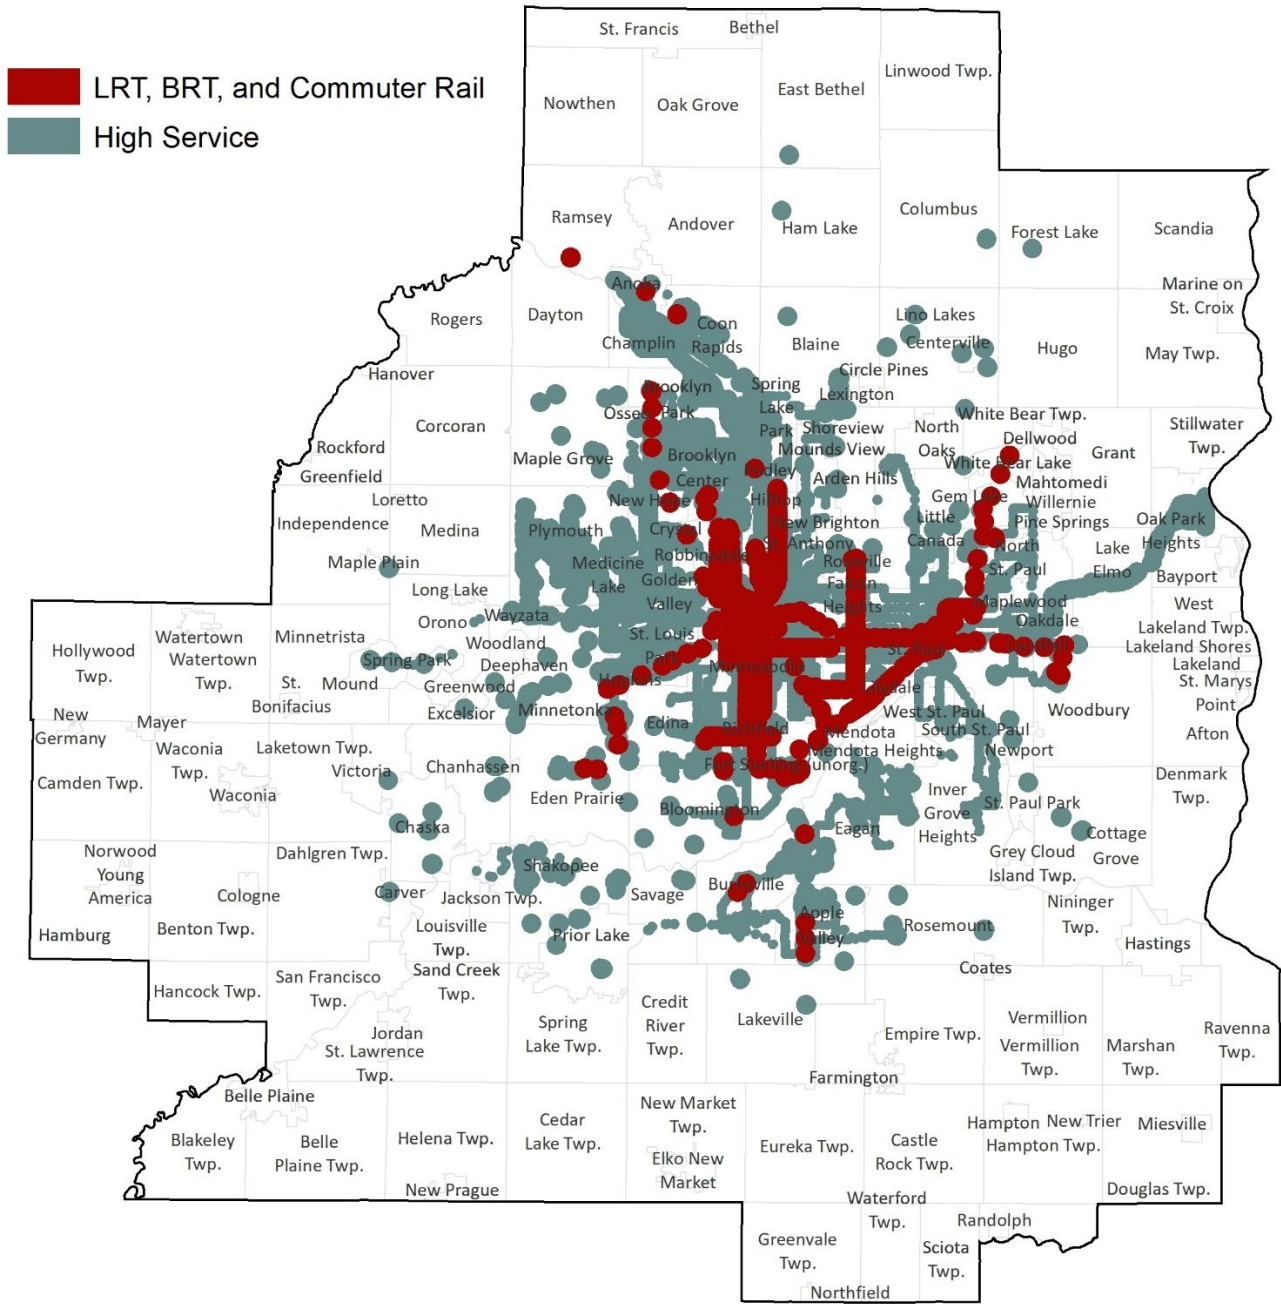 LRT, BRT, and Commuter Rail
High Service
St. Francis
Bethel
Linwood Twp.
Nowthen
Oak Grove
East Bethel
Ramsey
Andover
Ham Lake
Columbus
Forest Lake
Scandia
Marine on
St. Croix
Anoka
Rogers
Dayton
Champlin
Coon
Rapids
Blaine
Lino Lakes
Centerville
Hugo
May Twp.
Hanover
Circle Pines
Lexington
Brooklyn
Park
Osseo
Spring
Lake
Park
Corcoran
Shoreview
North
Oaks
White Bear Twp.
Dellwood
Grant
Stillwater
Twp.
Rockford
Greenfield
Maple Grove
Brooklyn
Center
Fridley
Mounds View
Arden Hills
White Bear Lake
Mahtomedi
Gem Lake
Willernie
Pine Springs
Loretto
Independence
Medina
Plymouth
New Hope
Crystal
Robbinsdale
Hilltop
New Brighton
St. Anthony
Little
Canada
North
St. Paul
Oak Park
Heights
Maple Plain
Medicine
Lake
Golden
Valley
Roseville
Falcon
Heights
Maplewood
Lake
Elmo
Bayport
Long Lake
Orono
Wayzata
St. Louis
Park
Oakdale
West
Lakeland Twp.
Lakeland Shores
Lakeland
St. Marys
Point
Hollywood
Twp.
Watertown
Watertown
Twp.
Minnetrista
Spring Park
Woodland
Deephaven
Greenwood
Hopkins
Minneapolis
St. Paul
Landfall
St.
Bonifacius
Mound
Excelsior
Minnetonka
Edina
Richfield
Lilydale
West St. Paul
South St. Paul
Newport
Woodbury
Afton
New
Germany
Mayer
Waconia
Twp.
Laketown Twp.
Victoria
Chanhassen
Mendota
Mendota Heights
Fort Snelling (unorg.)
Camden Twp.
Waconia
Eden Prairie
Bloomington
Eagan
Inver
Grove
Heights
St. Paul Park
Denmark
Twp.
Chaska
Cottage
Grove
Grey Cloud
Island Twp.
Norwood
Young
America
Dahlgren Twp.
Shakopee
Cologne
Carver
Jackson Twp.
Savage
Burnsville
Apple
Valley
Rosemount
Nininger
Twp.
Hamburg
Benton Twp.
Louisville
Twp.
Prior Lake
Hastings
Hancock Twp.
San Francisco
Twp.
Sand Creek
Twp.
Coates
Jordan
St. Lawrence
Twp.
Spring
Lake Twp.
Credit
River
Twp.
Lakeville
Empire Twp.
Vermillion
Vermillion
Twp.
Marshan
Twp.
Ravenna
Twp.
Farmington
Belle Plaine
Blakeley
Twp.
Belle
Plaine Twp.
Helena Twp.
Cedar
Lake Twp.
New Market
Twp.
Elko New
Market
Eureka Twp.
Castle
Rock Twp.
Hampton
New Trier
Hampton Twp.
Miesville
New Prague
Douglas Twp.
Waterford
Twp.
Randolph
Greenvale
Twp.
Sciota
Twp.
Northfield